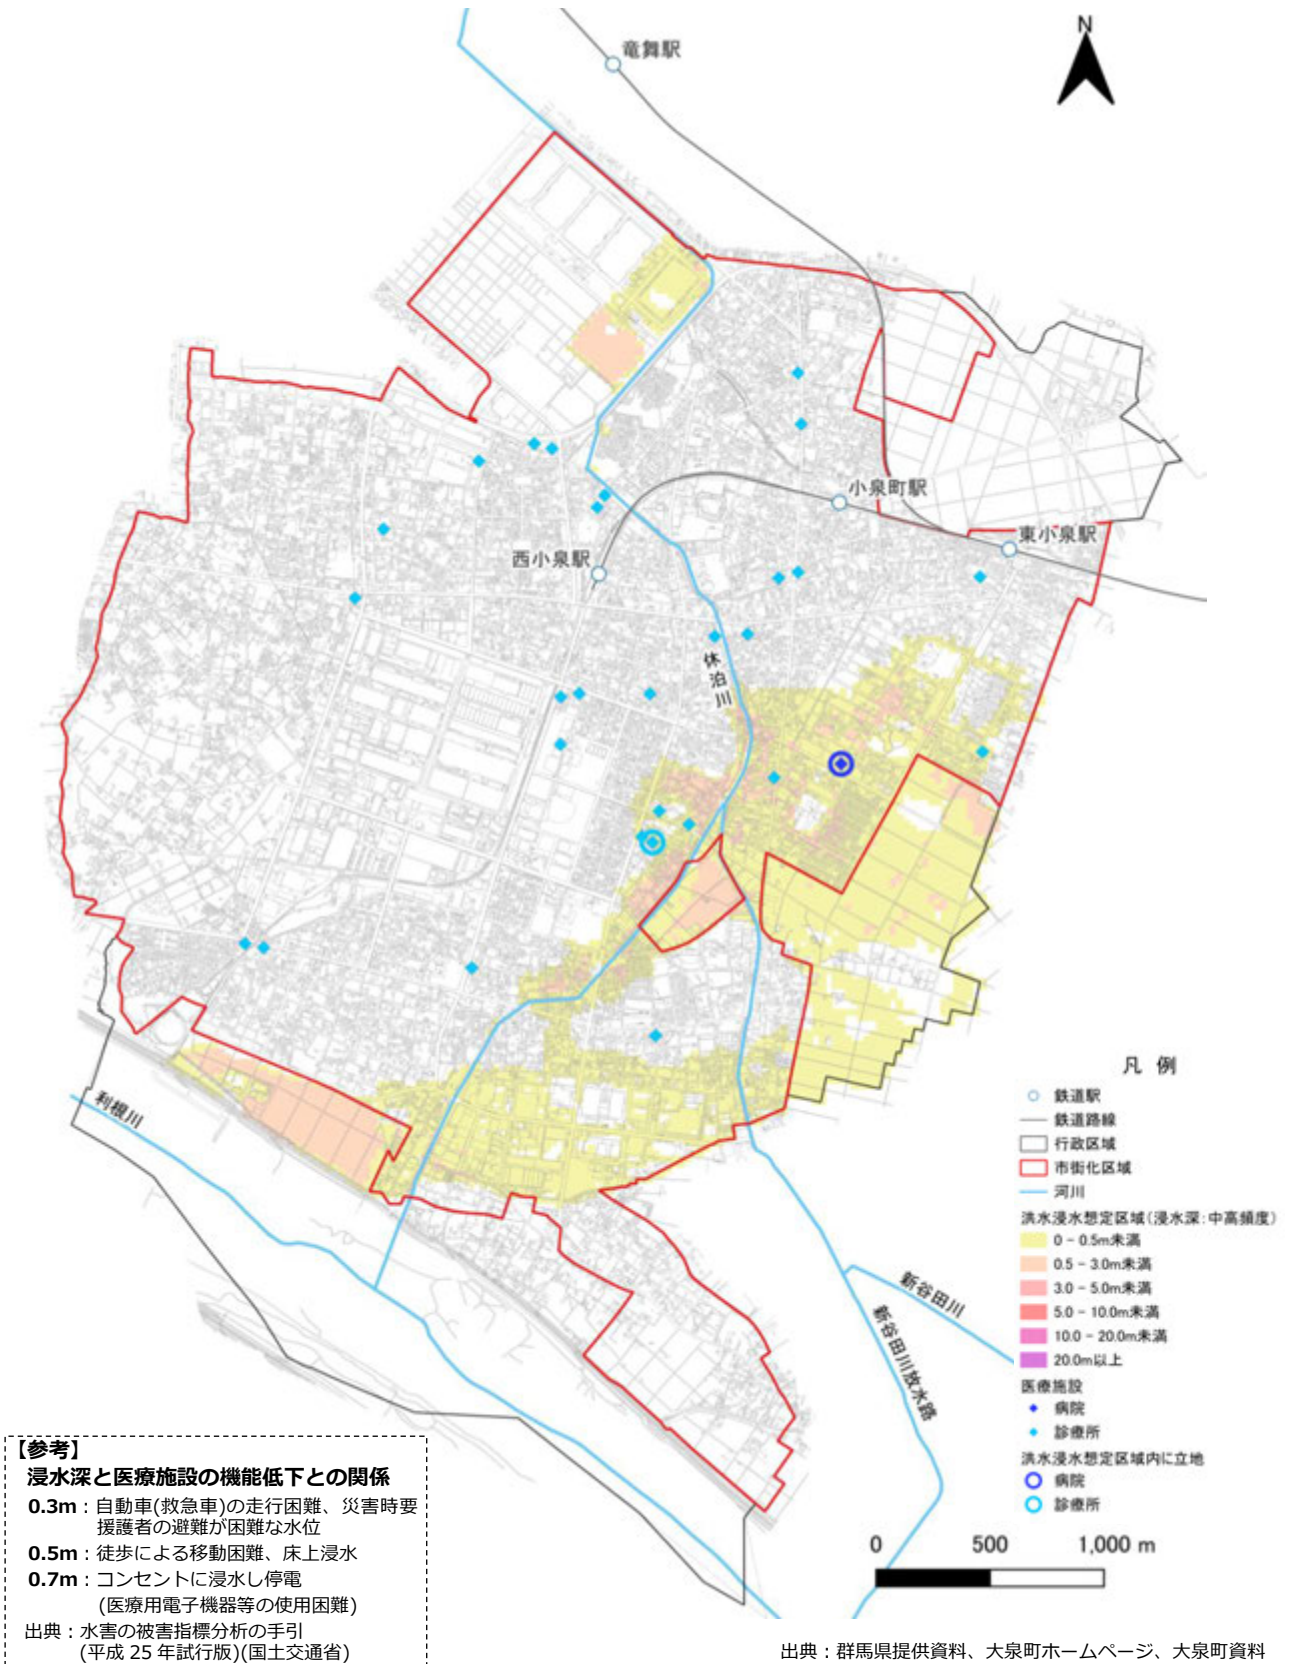 N
竜舞駅
小泉町駅
東小泉駅
西小泉駅
休泊川
利根川
新谷田川
新谷田川放水路
凡 例
鉄道駅
鉄道路線
行政区域
市街化区域
河川
洪水浸水想定区域(浸水深:中高頻度)
0 - 0.5m未満
0.5 - 3.0m未満
3.0 - 5.0m未満
5.0 - 10.0m未満
10.0 - 20.0m未満
20.0m以上
医療施設
病院
診療所
洪水浸水想定区域内に立地
病院
診療所
0 500 1,000 m
【参考】
浸水深と医療施設の機能低下との関係
0.3m:自動車(救急車)の走行困難、災害時要
援護者の避難が困難な水位
0.5m:徒歩による移動困難、床上浸水
0.7m:コンセントに浸水し停電
(医療用電子機器等の使用困難)
出典:水害の被害指標分析の手引
(平成 25 年試行版)(国土交通省)
出典:群馬県提供資料、大泉町ホームページ、大泉町資料